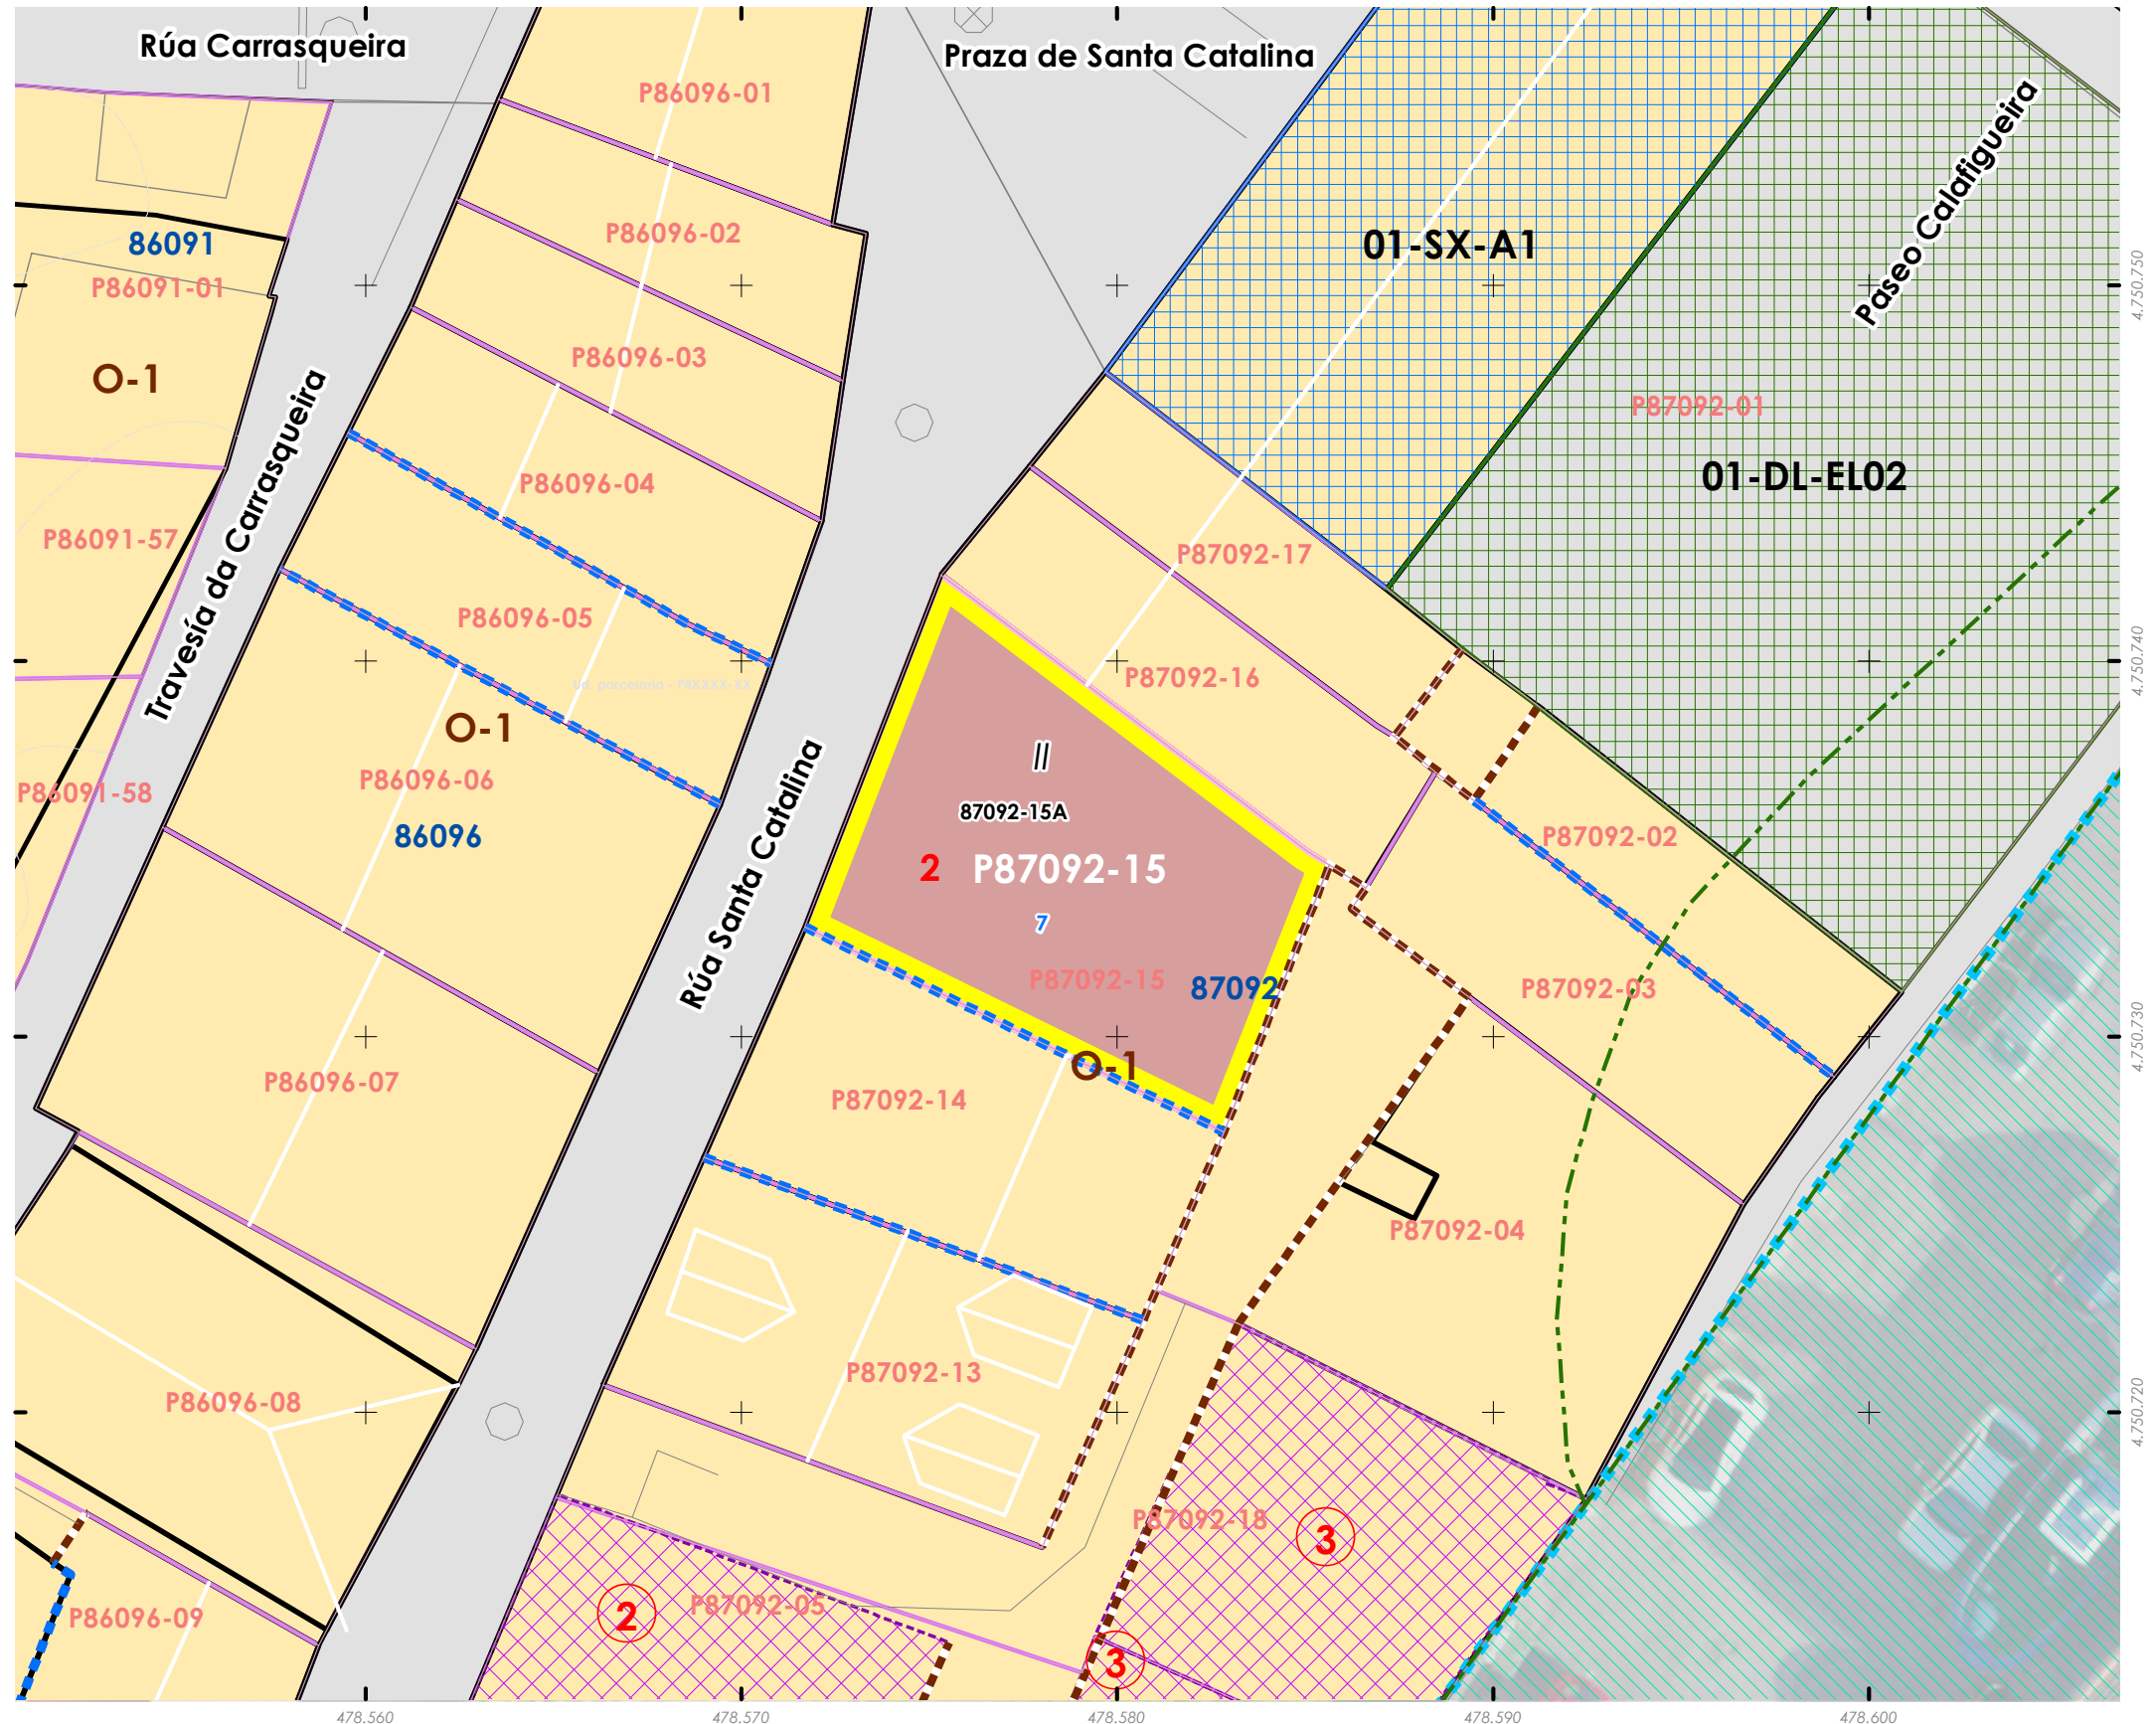 Rúa Carrasqueira
Praza de Santa Catalina
P86096-01
Paseo Calafigueira
86091
P86091-01
P86096-02
01-SX-A1
4.750.750
O-1
P86096-03
P87092-01
01-DL-EL02
P86091-57
P86096-04
P87092-17
Travesía da Carrasqueira
P86096-05
Ud. parcelaria - P8XXXX-XX
P87092-16
4.750.740
O-1
P86096-06
P86091-58
86096
Rúa Santa Catalina
II
87092-15A
2
P87092-15
7
P87092-15
87092
P87092-02
P87092-03
4.750.730
O-1
P86096-07
P87092-14
P87092-04
P87092-13
P86096-08
4.750.720
P87092-18
3
P87092-05
2
P86096-09
3
478.560
478.570
478.580
478.590
478.600